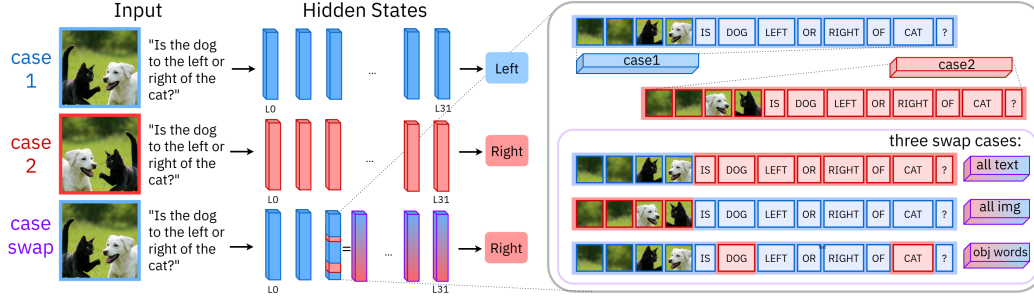 Input
Hidden States
case
1
"Is the dog
to the left or
right of the
cat?"
L0
...
L31
Left
case
2
"Is the dog
to the left or
right of the
cat?"
L0
...
L31
Right
case
swap
"Is the dog
to the left or
right of the
cat?"
L0
=
...
L31
Right
IS DOG LEFT OR RIGHT OF CAT ?
case1
case2
IS DOG LEFT OR RIGHT OF CAT ?
three swap cases:
IS DOG LEFT OR RIGHT OF CAT ?
all text
IS DOG LEFT OR RIGHT OF CAT ?
all img
IS DOG LEFT OR RIGHT OF CAT ?
obj words